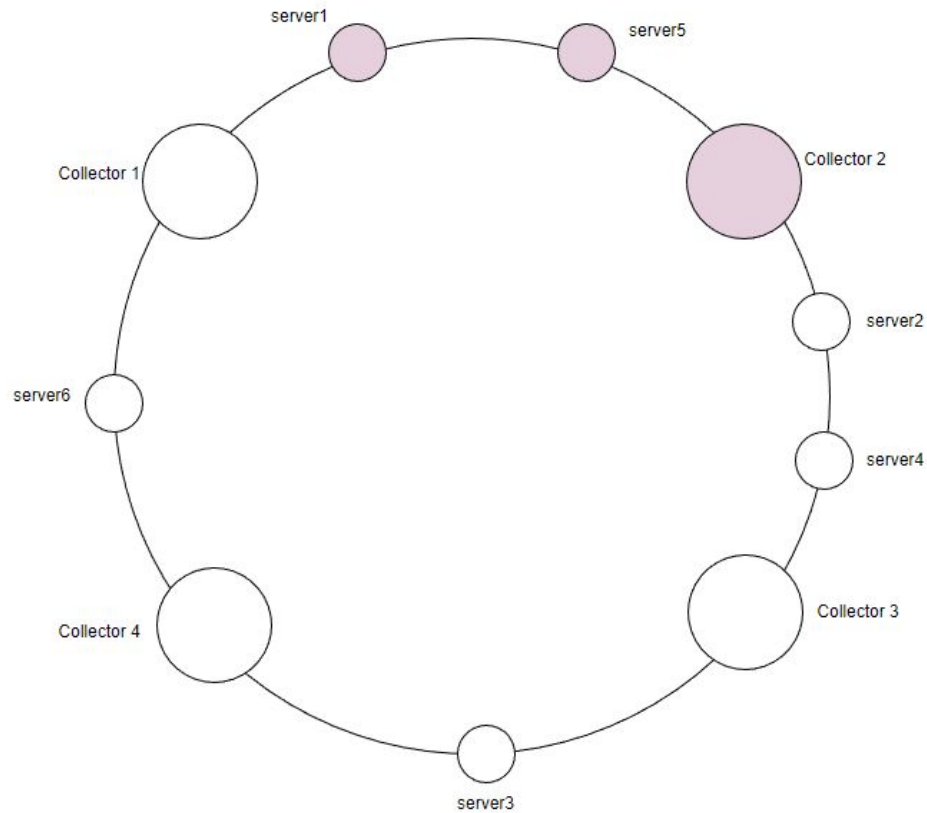 server1
server5
Collector 1
Collector 2
server2
server6
server4
Collector 4
Collector 3
server3